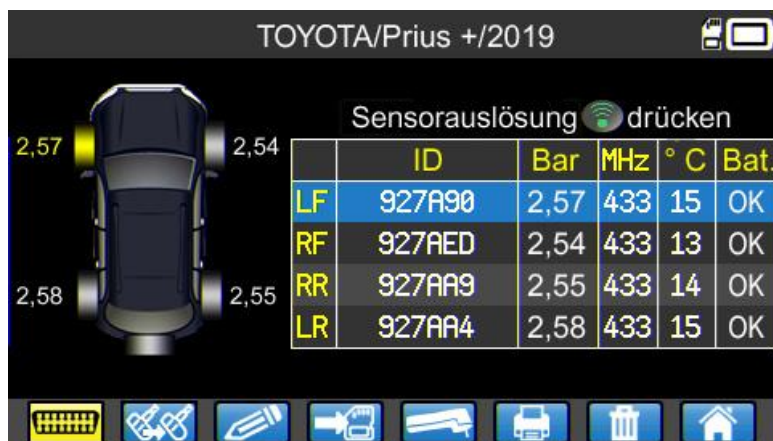 TOYOTA/Prius +/2019
Sensorauslösung drücken
2,57 2,54
2,58 2,55
ID Bar MHz ° C Bat.
LF 927A90 2,57 433 15 OK
RF 927AED 2,54 433 13 OK
RR 927AA9 2,55 433 14 OK
LR 927AA4 2,58 433 15 OK